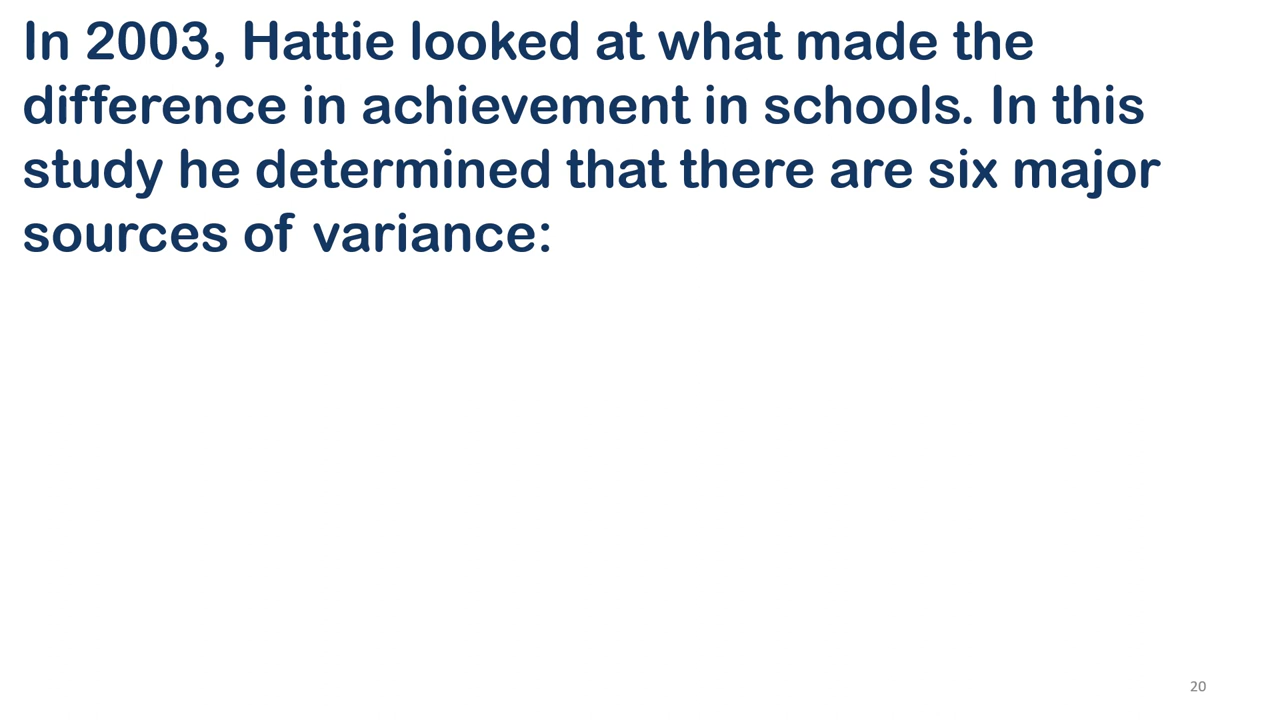 In 2003, Hattie looked at what made the
difference in achievement in schools. In this
study he determined that there are six major
sources of variance:
20